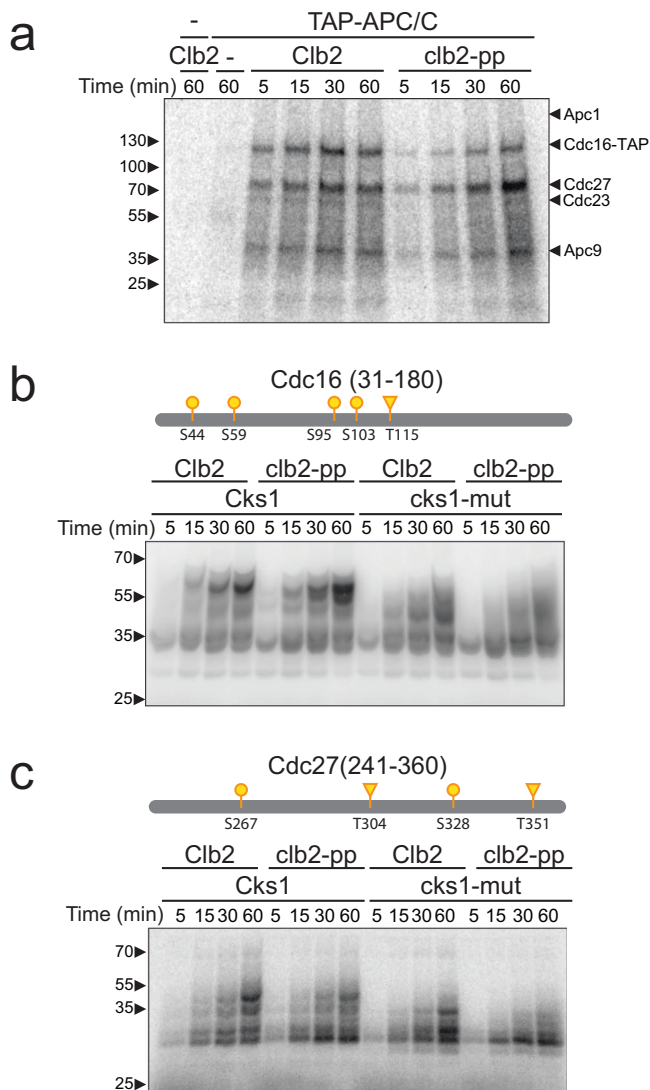 a
- TAP-APC/C
Clb2 - Clb2 clb2-pp
Time (min) 60 60 5 15 30 60 5 15 30 60
Apc1
130 Cdc16-TAP
100
70 Cdc27
Cdc23
55
35 Apc9
25
b
Cdc16 (31-180)
S44 S59 S95 S103 T115
Clb2 clb2-pp Clb2 clb2-pp
Cks1 cks1-mut
Time (min) 5 15 30 60 5 15 30 60 5 15 30 60 5 15 30 60
70
55
35
25
c
Cdc27(241-360)
S267 T304 S328 T351
Clb2 clb2-pp Clb2 clb2-pp
Cks1 cks1-mut
Time (min) 5 15 30 60 5 15 30 60 5 15 30 60 5 15 30 60
70
55
35
25